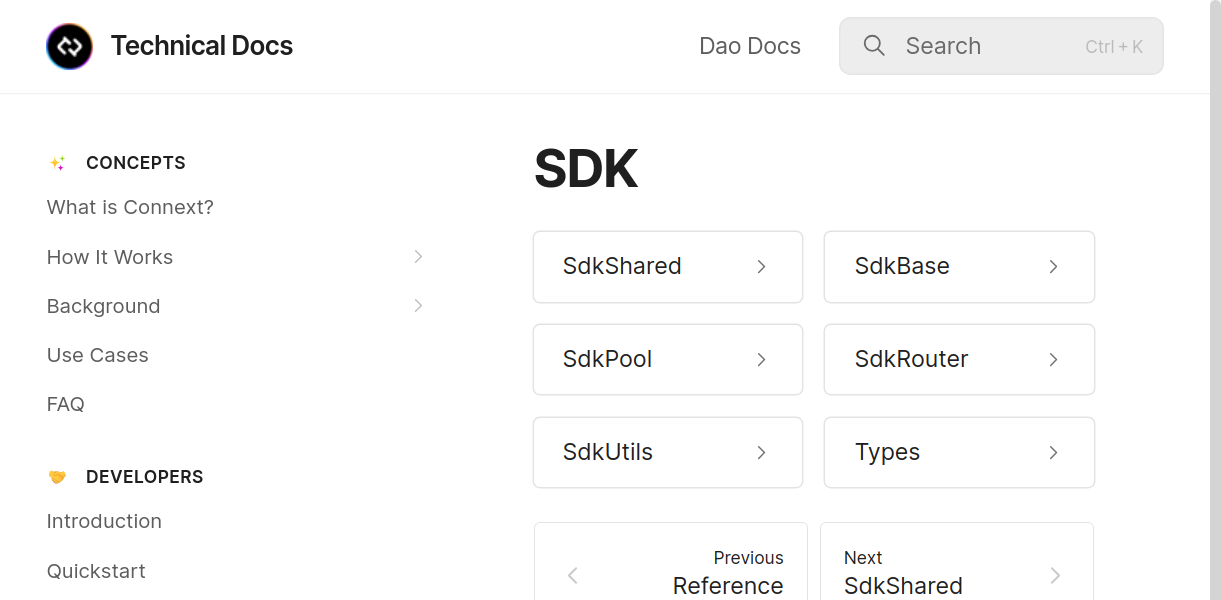 Technical Docs
Dao Docs
Search
Ctrl + K
CONCEPTS
What is Connext?
How It Works
Background
Use Cases
FAQ
DEVELOPERS
Introduction
Quickstart
SDK
SdkShared
SdkBase
SdkPool
SdkRouter
SdkUtils
Types
Previous
Reference
Next
SdkShared